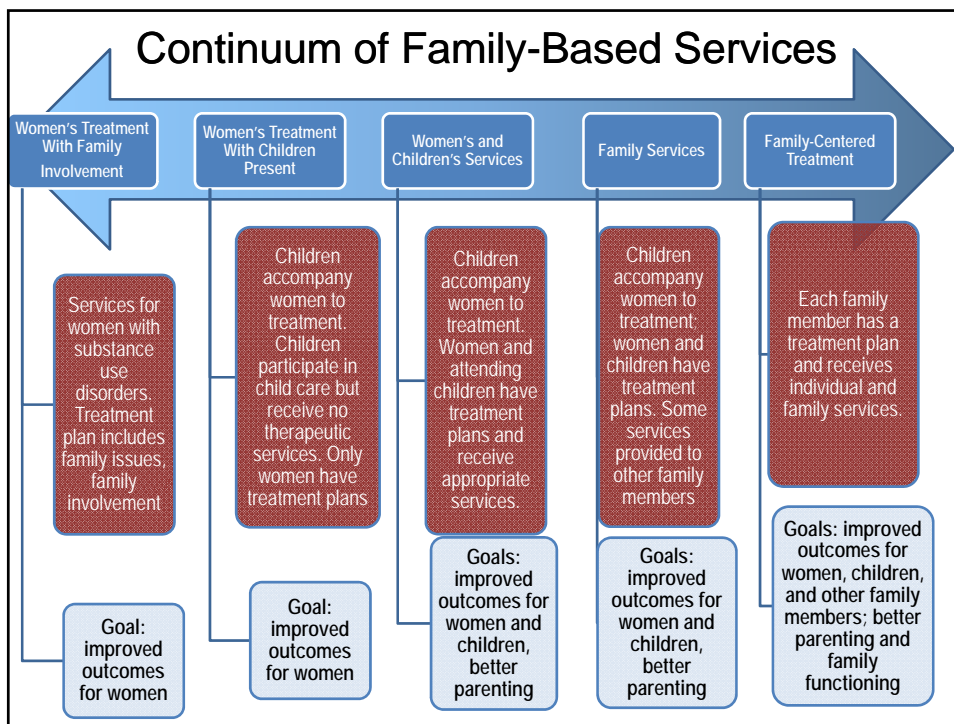 Continuum of Family-Based Services
Women's Treatment
With Family
Involvement
Women's Treatment
With Children
Present
Women's and
Children's Services
Family Services
Family-Centered
Treatment
Services for
women with
substance
use
disorders.
Treatment
plan includes
family issues,
family
involvement
Children
accompany
women to
treatment.
Children
participate in
child care but
receive no
therapeutic
services. Only
women have
treatment plans
Children
accompany
women to
treatment.
Women and
attending
children have
treatment
plans and
receive
appropriate
services.
Children
accompany
women to
treatment;
women and
children have
treatment
plans. Some
services
provided to
other family
members
Each family
member has a
treatment plan
and receives
individual and
family services.
Goal:
improved
outcomes
for women
Goal:
improved
outcomes for
women
Goals:
improved
outcomes for
women and
children,
better
parenting
Goals:
improved
outcomes for
women and
children,
better
parenting
Goals: improved
outcomes for
women, children,
and other family
members; better
parenting and
family
functioning